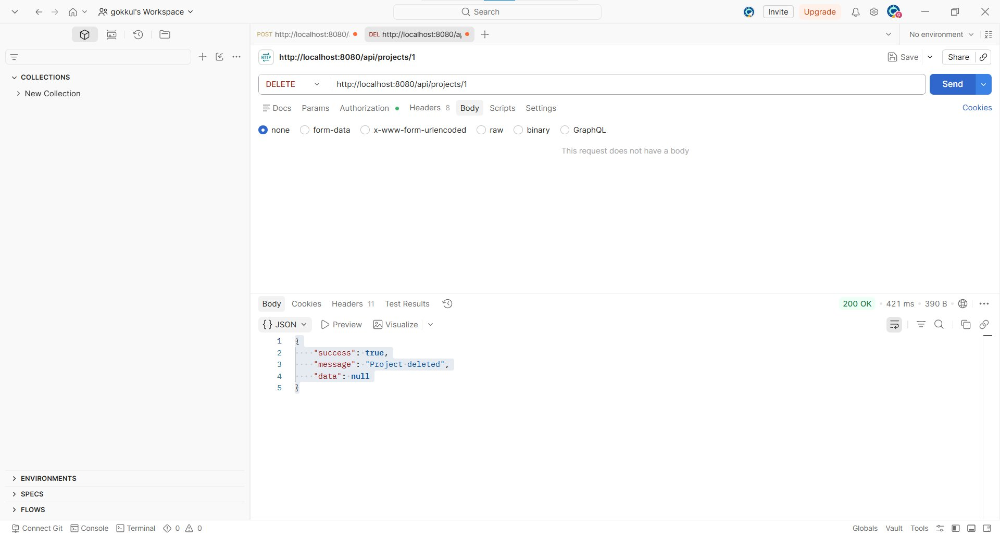 gokkul's Workspace
Search
Invite
Upgrade
POST http://localhost:8080/
DEL http://localhost:8080/a
No environment
HTTP http://localhost:8080/api/projects/1
Save
Share
COLLECTIONS
New Collection
DELETE http://localhost:8080/api/projects/1
Send
Docs Params Authorization Headers 8 Body Scripts Settings
Cookies
none form-data x-www-form-urlencoded raw binary GraphQL
This request does not have a body
Body Cookies Headers 11 Test Results
200 OK • 421 ms • 390 B
{} JSON Preview Visualize
1 {
2 "success": true,
3 "message": "Project deleted",
4 "data": null
5 }
ENVIRONMENTS
SPECS
FLOWS
Connect Git Console Terminal 0 0
Globals Vault Tools